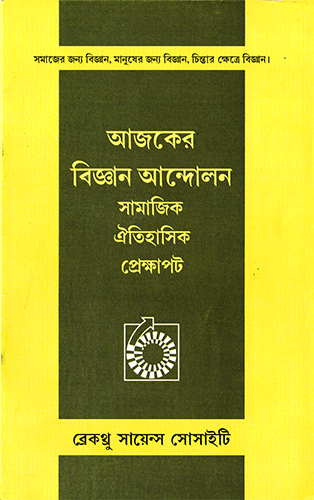 সমাজের জন্য বিজ্ঞান, মানুষের জন্য বিজ্ঞান, চিন্তার ক্ষেত্রে বিজ্ঞান।
আজকের
বিজ্ঞান আন্দোলন
সামাজিক
ঐতিহাসিক
প্রেক্ষাপট
ব্রেকথ্রু সায়েন্স সোসাইটি